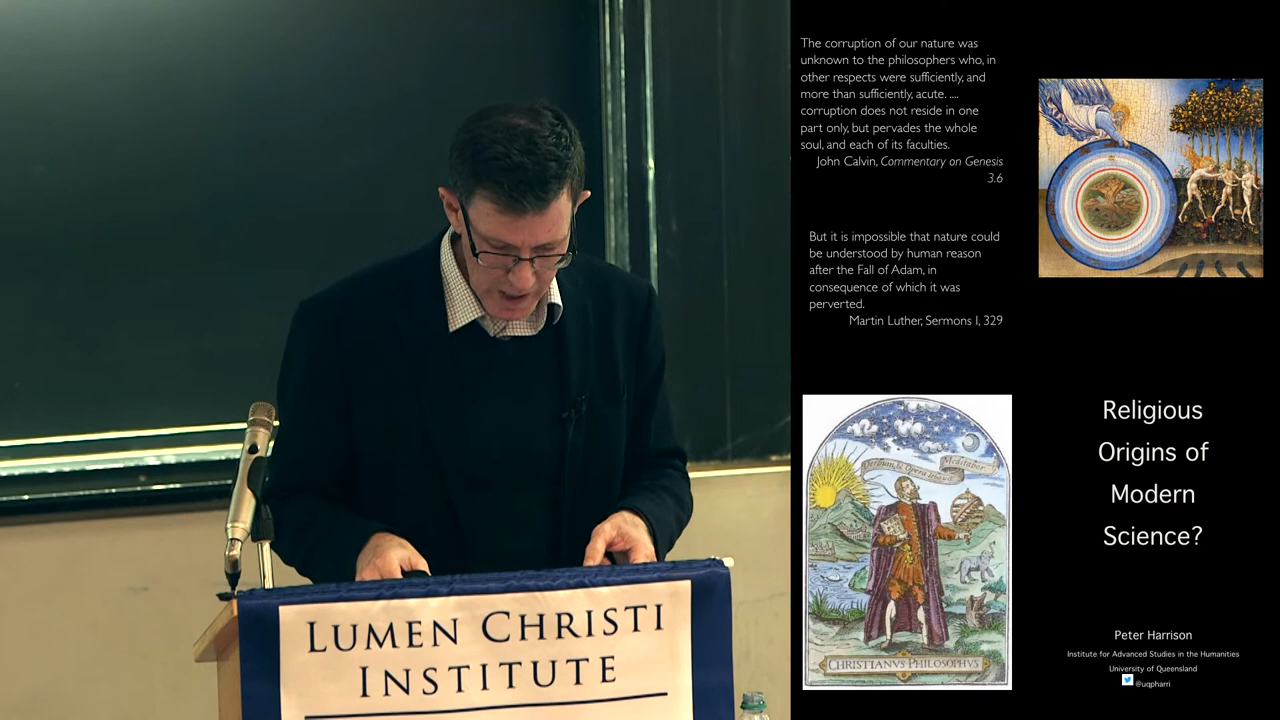 The corruption of our nature was
unknown to the philosophers who, in
other respects were sufficiently, and
more than sufficiently, acute. ....
corruption does not reside in one
part only, but pervades the whole
soul, and each of its faculties.
John Calvin, Commentary on Genesis
3.6
But it is impossible that nature could
be understood by human reason
after the Fall of Adam, in
consequence of which it was
perverted.
Martin Luther, Sermons I, 329
Meditabor
CHRISTIANVS PHILOSOPHVS
Religious
Origins of
Modern
Science?
Peter Harrison
Institute for Advanced Studies in the Humanities
University of Queensland
@uqpharri
LUMEN CHRISTI
INSTITUTE